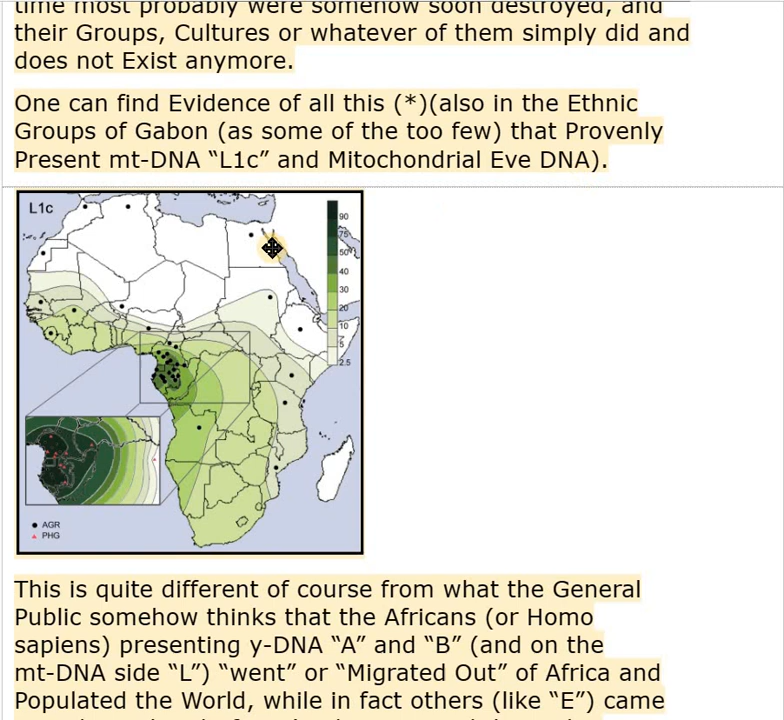 time most probably were somehow soon destroyed, and
their Groups, Cultures or whatever of them simply did and
does not Exist anymore.
One can find Evidence of all this (*)(also in the Ethnic
Groups of Gabon (as some of the too few) that Provenly
Present mt-DNA “L1c” and Mitochondrial Eve DNA).
L1c
90
75
50
40
30
20
10
5
2.5
AGR
PHG
This is quite different of course from what the General
Public somehow thinks that the Africans (or Homo
sapiens) presenting y-DNA “A” and “B” (and on the
mt-DNA side “L”) “went” or “Migrated Out” of Africa and
Populated the World, while in fact others (like “E”) came